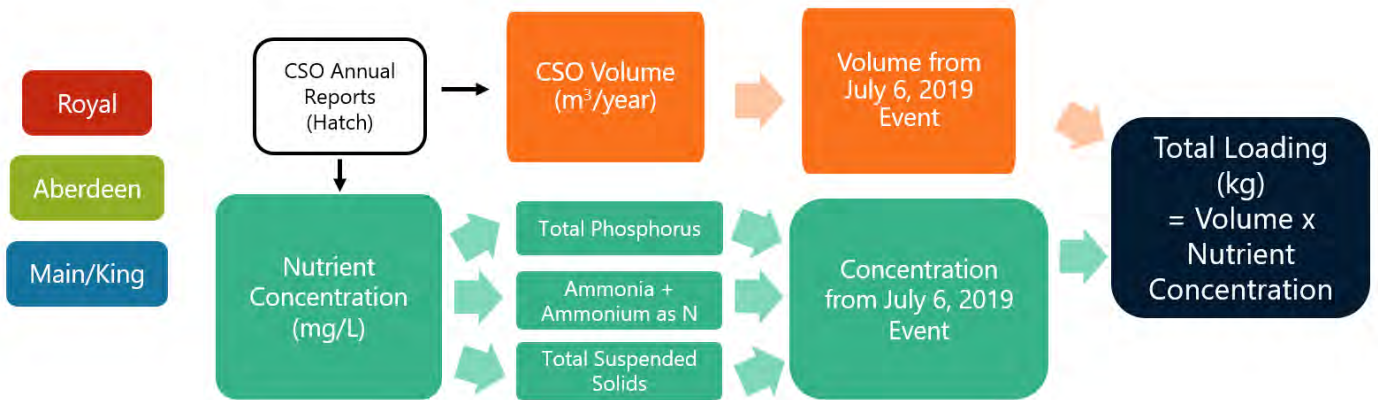 Royal
Aberdeen
Main/King
CSO Annual
Reports
(Hatch)
CSO Volume
(m³/year)
Volume from
July 6, 2019
Event
Nutrient
Concentration
(mg/L)
Total Phosphorus
Ammonia +
Ammonium as N
Total Suspended
Solids
Concentration
from July 6, 2019
Event
Total Loading
(kg)
= Volume x
Nutrient
Concentration